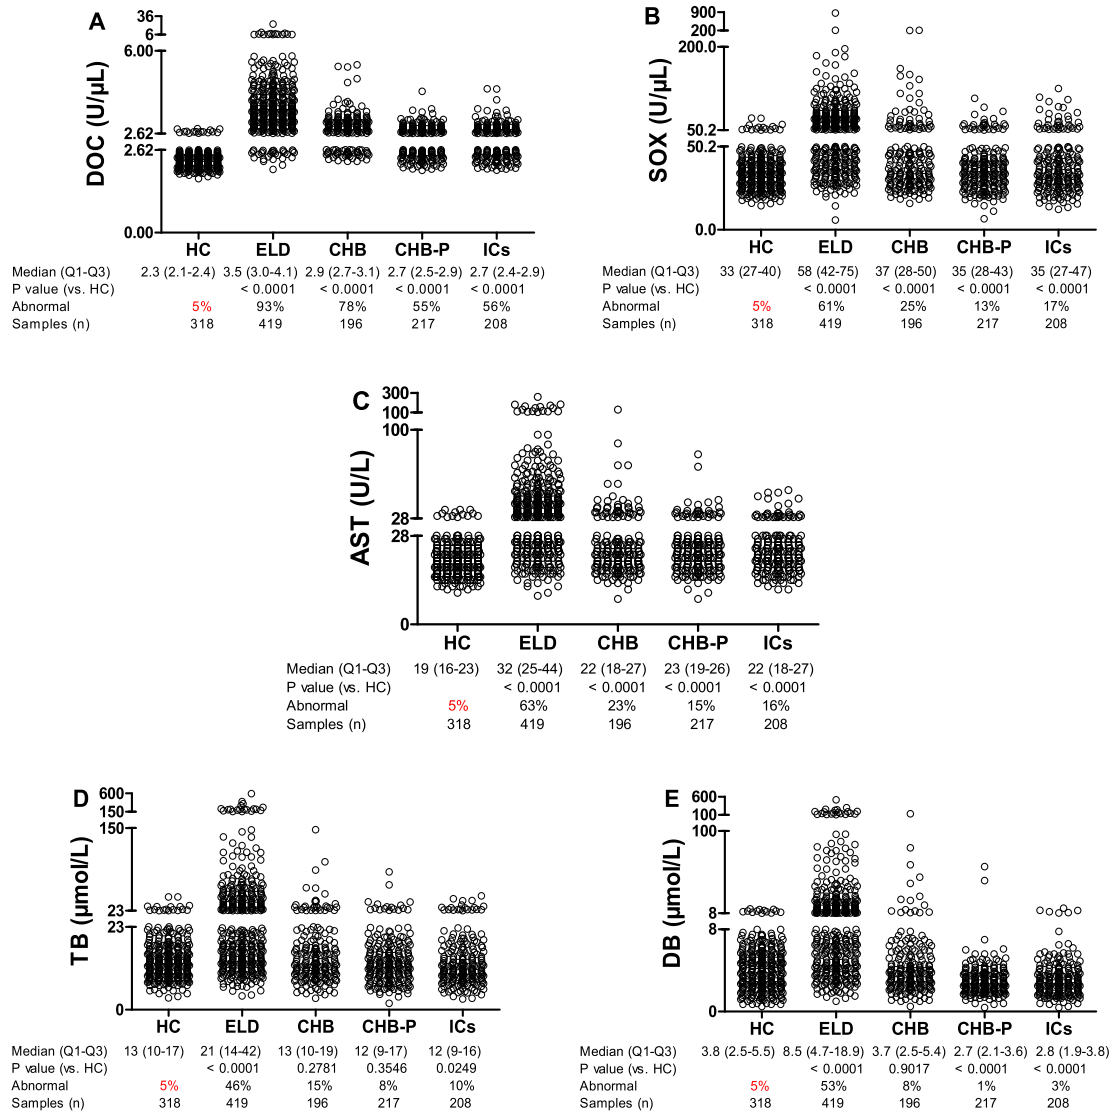 A
DOC (U/µL)
36
6
6.00
2.62
2.62
0.00
HC ELD CHB CHB-P ICs
Median (Q1-Q3) 2.3 (2.1-2.4) 3.5 (3.0-4.1) 2.9 (2.7-3.1) 2.7 (2.5-2.9) 2.7 (2.4-2.9)
P value (vs. HC) < 0.0001 < 0.0001 < 0.0001 < 0.0001
Abnormal 5% 93% 78% 55% 56%
Samples (n) 318 419 196 217 208
B
SOX (U/µL)
900
200
200.0
50.2
50.2
0.0
HC ELD CHB CHB-P ICs
Median (Q1-Q3) 33 (27-40) 58 (42-75) 37 (28-50) 35 (28-43) 35 (27-47)
P value (vs. HC) < 0.0001 < 0.0001 < 0.0001 < 0.0001
Abnormal 5% 61% 25% 13% 17%
Samples (n) 318 419 196 217 208
C
AST (U/L)
300
100
100
28
28
0
HC ELD CHB CHB-P ICs
Median (Q1-Q3) 19 (16-23) 32 (25-44) 22 (18-27) 23 (19-26) 22 (18-27)
P value (vs. HC) < 0.0001 < 0.0001 < 0.0001 < 0.0001
Abnormal 5% 63% 23% 15% 16%
Samples (n) 318 419 196 217 208
D
TB (µmol/L)
600
150
150
23
23
0
HC ELD CHB CHB-P ICs
Median (Q1-Q3) 13 (10-17) 21 (14-42) 13 (10-19) 12 (9-17) 12 (9-16)
P value (vs. HC) < 0.0001 0.2781 0.3546 0.0249
Abnormal 5% 46% 15% 8% 10%
Samples (n) 318 419 196 217 208
E
DB (µmol/L)
600
100
100
8
8
0
HC ELD CHB CHB-P ICs
Median (Q1-Q3) 3.8 (2.5-5.5) 8.5 (4.7-18.9) 3.7 (2.5-5.4) 2.7 (2.1-3.6) 2.8 (1.9-3.8)
P value (vs. HC) < 0.0001 0.9017 < 0.0001 < 0.0001
Abnormal 5% 53% 8% 1% 3%
Samples (n) 318 419 196 217 208